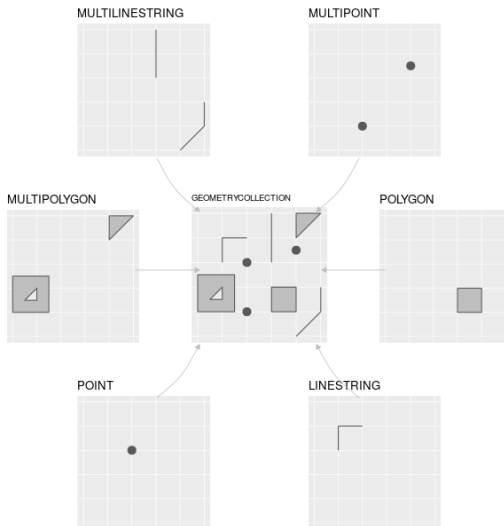 MULTILINESTRING
MULTIPOINT
MULTIPOLYGON
GEOMETRYCOLLECTION
POLYGON
POINT
LINESTRING